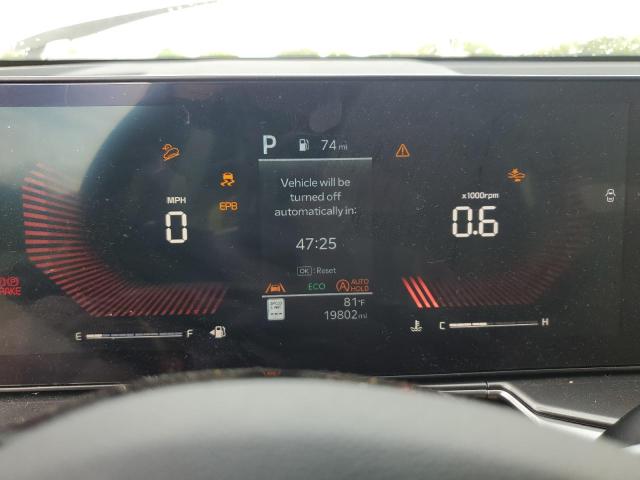 P 74 mi
Vehicle will be
turned off
automatically in:
47:25
OK : Reset
MPH
0
EPB
x1000rpm
0.6
ECO
AUTO
HOLD
81°F
19802 mi
E F
C H
P
BRAKE